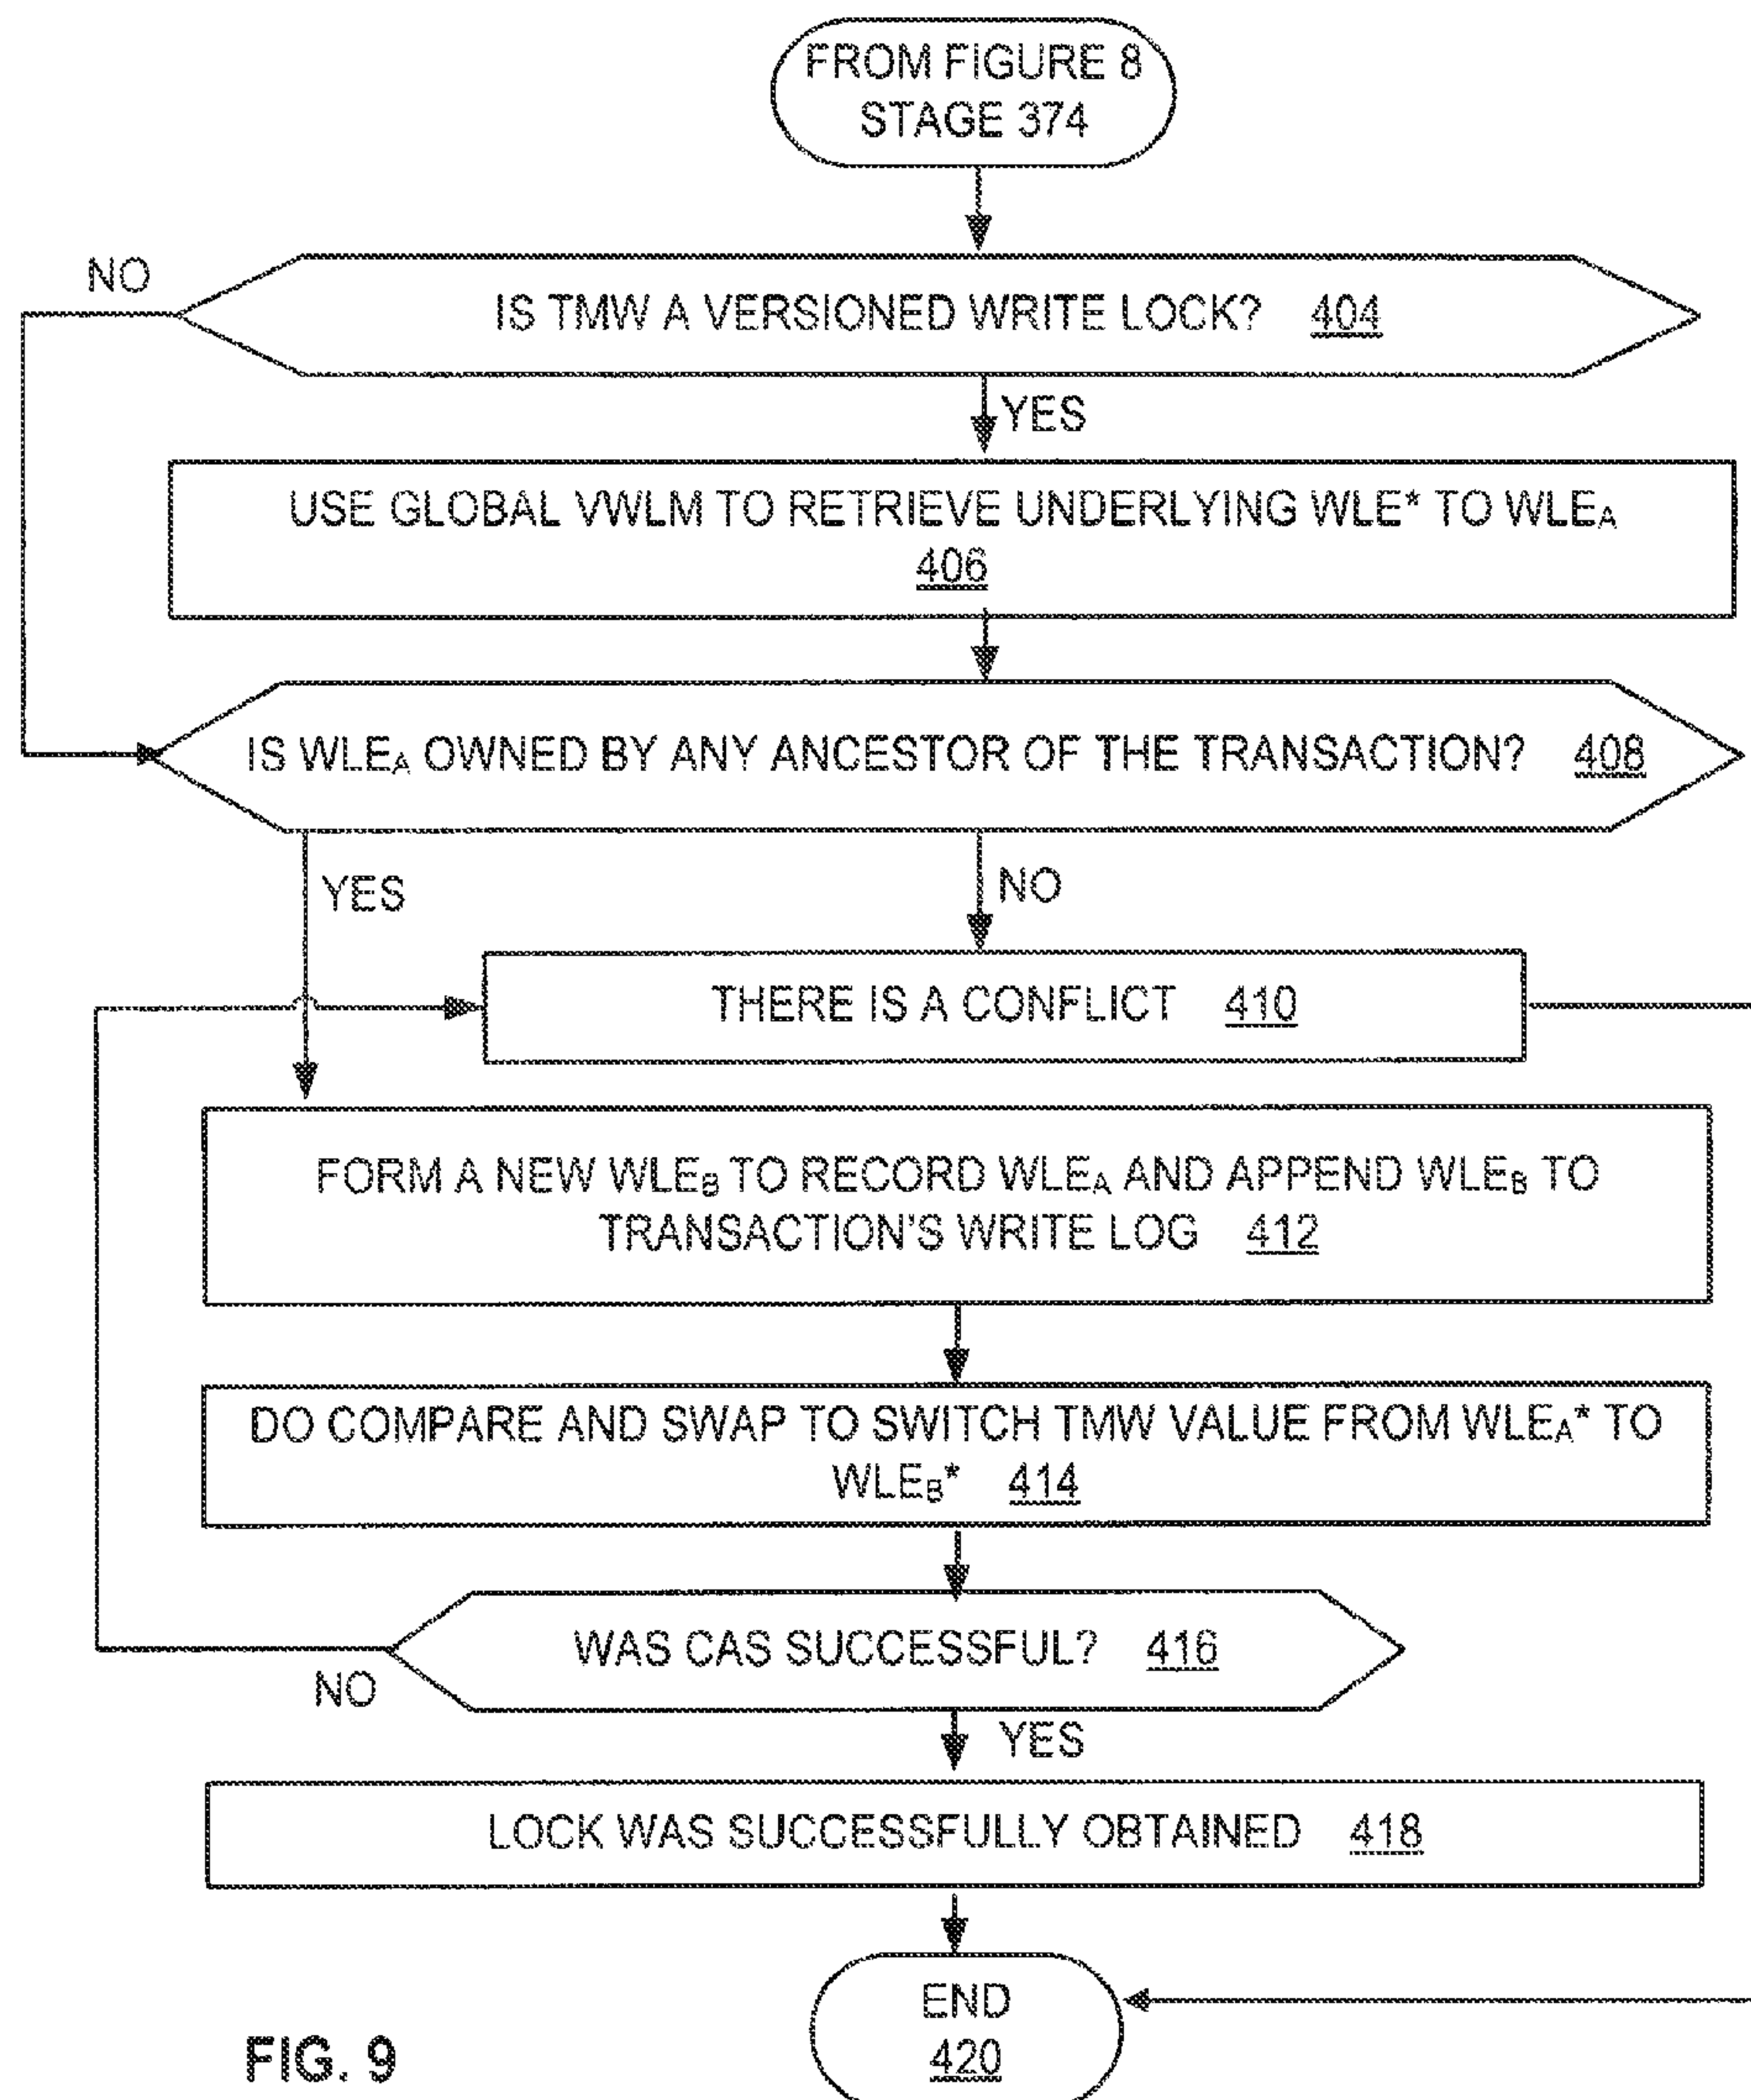 FROM FIGURE 8
STAGE 374
NO
IS TMW A VERSIONED WRITE LOCK? 404
YES
USE GLOBAL VWLM TO RETRIEVE UNDERLYING WLE* TO WLEA
406
IS WLEA OWNED BY ANY ANCESTOR OF THE TRANSACTION? 408
YES
NO
THERE IS A CONFLICT 410
FORM A NEW WLEB TO RECORD WLEA AND APPEND WLEB TO
TRANSACTION'S WRITE LOG 412
DO COMPARE AND SWAP TO SWITCH TMW VALUE FROM WLEA* TO
WLEB* 414
WAS CAS SUCCESSFUL? 416
NO
YES
LOCK WAS SUCCESSFULLY OBTAINED 418
END
420
FIG. 9